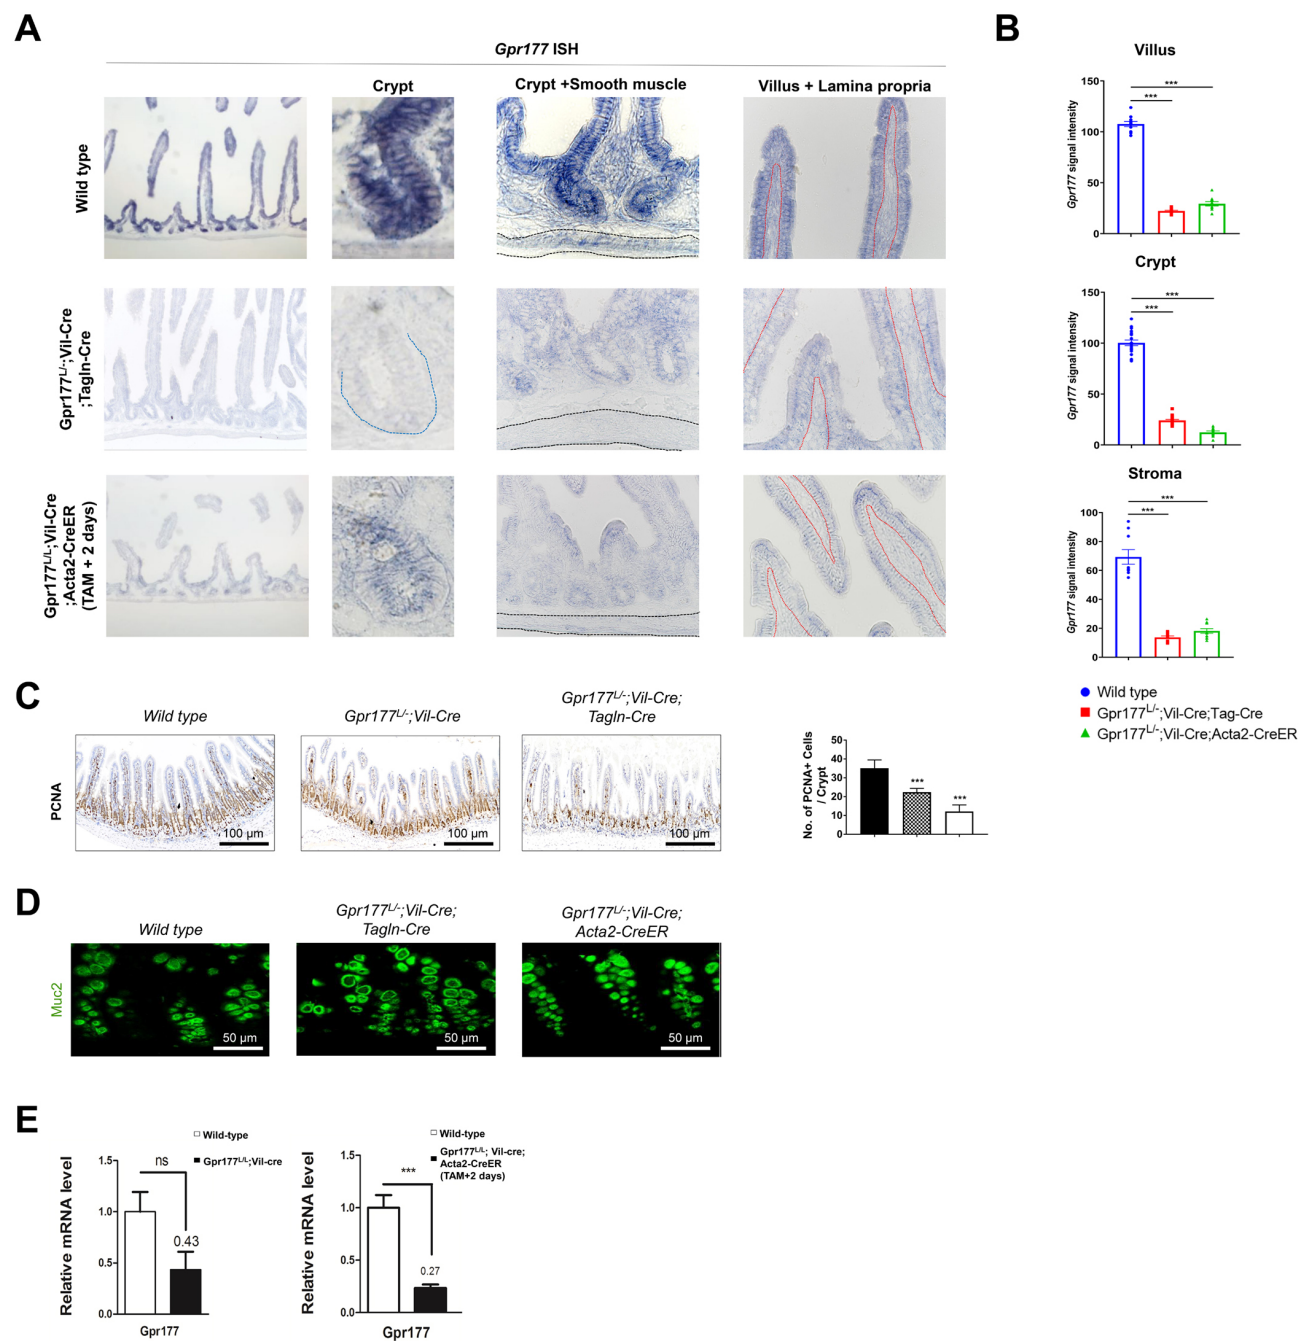 A
Gpr177 ISH
Crypt
Crypt +Smooth muscle
Villus + Lamina propria
Wild type
Gpr177L/-;Vil-Cre
;Tagln-Cre
Gpr177L/L;Vil-Cre
;Acta2-CreER
(TAM + 2 days)
B
Villus
Gpr177 signal intensity
150
100
50
0
***
***
Crypt
Gpr177 signal intensity
150
100
50
0
***
***
Stroma
Gpr177 signal intensity
100
80
60
40
20
0
***
***
Wild type
Gpr177L/-;Vil-Cre;Tag-Cre
Gpr177L/-;Vil-Cre;Acta2-CreER
C
Wild type
Gpr177L/-;Vil-Cre
Gpr177L/-;Vil-Cre;
Tagln-Cre
PCNA
100 µm
100 µm
100 µm
No. of PCNA+ Cells
/ Crypt
50
40
30
20
10
0
***
***
D
Wild type
Gpr177L/-;Vil-Cre;
Tagln-Cre
Gpr177L/-;Vil-Cre;
Acta2-CreER
Muc2
50 µm
50 µm
50 µm
E
Wild-type
Gpr177L/L;Vil-cre
Relative mRNA level
1.5
1.0
0.5
0.0
ns
0.43
Gpr177
Wild-type
Gpr177L/L; Vil-cre;
Acta2-CreER
(TAM+2 days)
Relative mRNA level
1.5
1.0
0.5
0.0
***
0.27
Gpr177